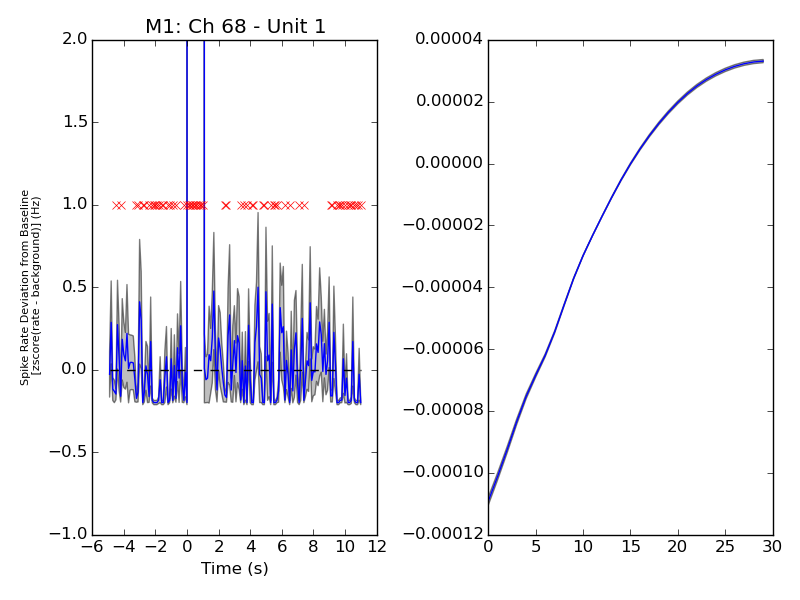 M1: Ch 68 - Unit 1
Spike Rate Deviation from Baseline
[zscore(rate - background)] (Hz)
2.0
1.5
1.0
0.5
0.0
−0.5
−1.0
−6 −4 −2 0 2 4 6 8 10 12
Time (s)
0.00004
0.00002
0.00000
−0.00002
−0.00004
−0.00006
−0.00008
−0.00010
−0.00012
0 5 10 15 20 25 30